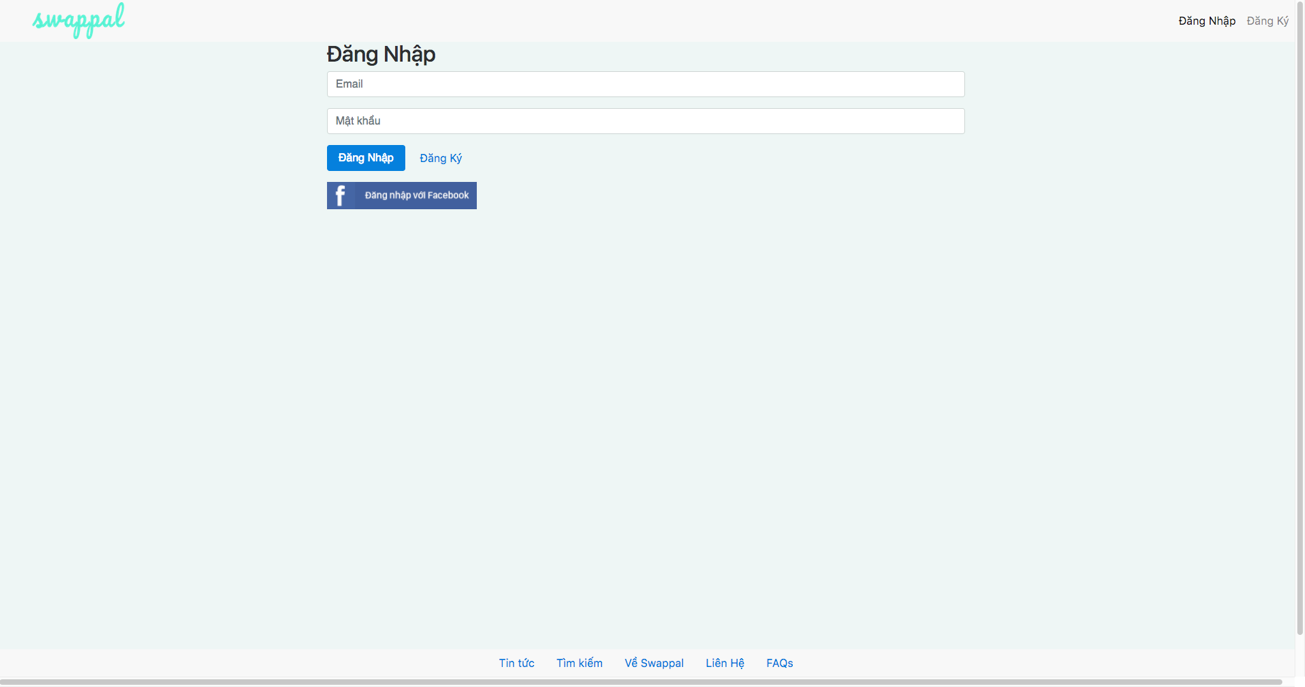 swappal
Đăng Nhập Đăng Ký
Đăng Nhập
Email
Mật khẩu
Đăng Nhập Đăng Ký
f Đăng nhập với Facebook
Tin tức Tìm kiếm Về Swappal Liên Hệ FAQs